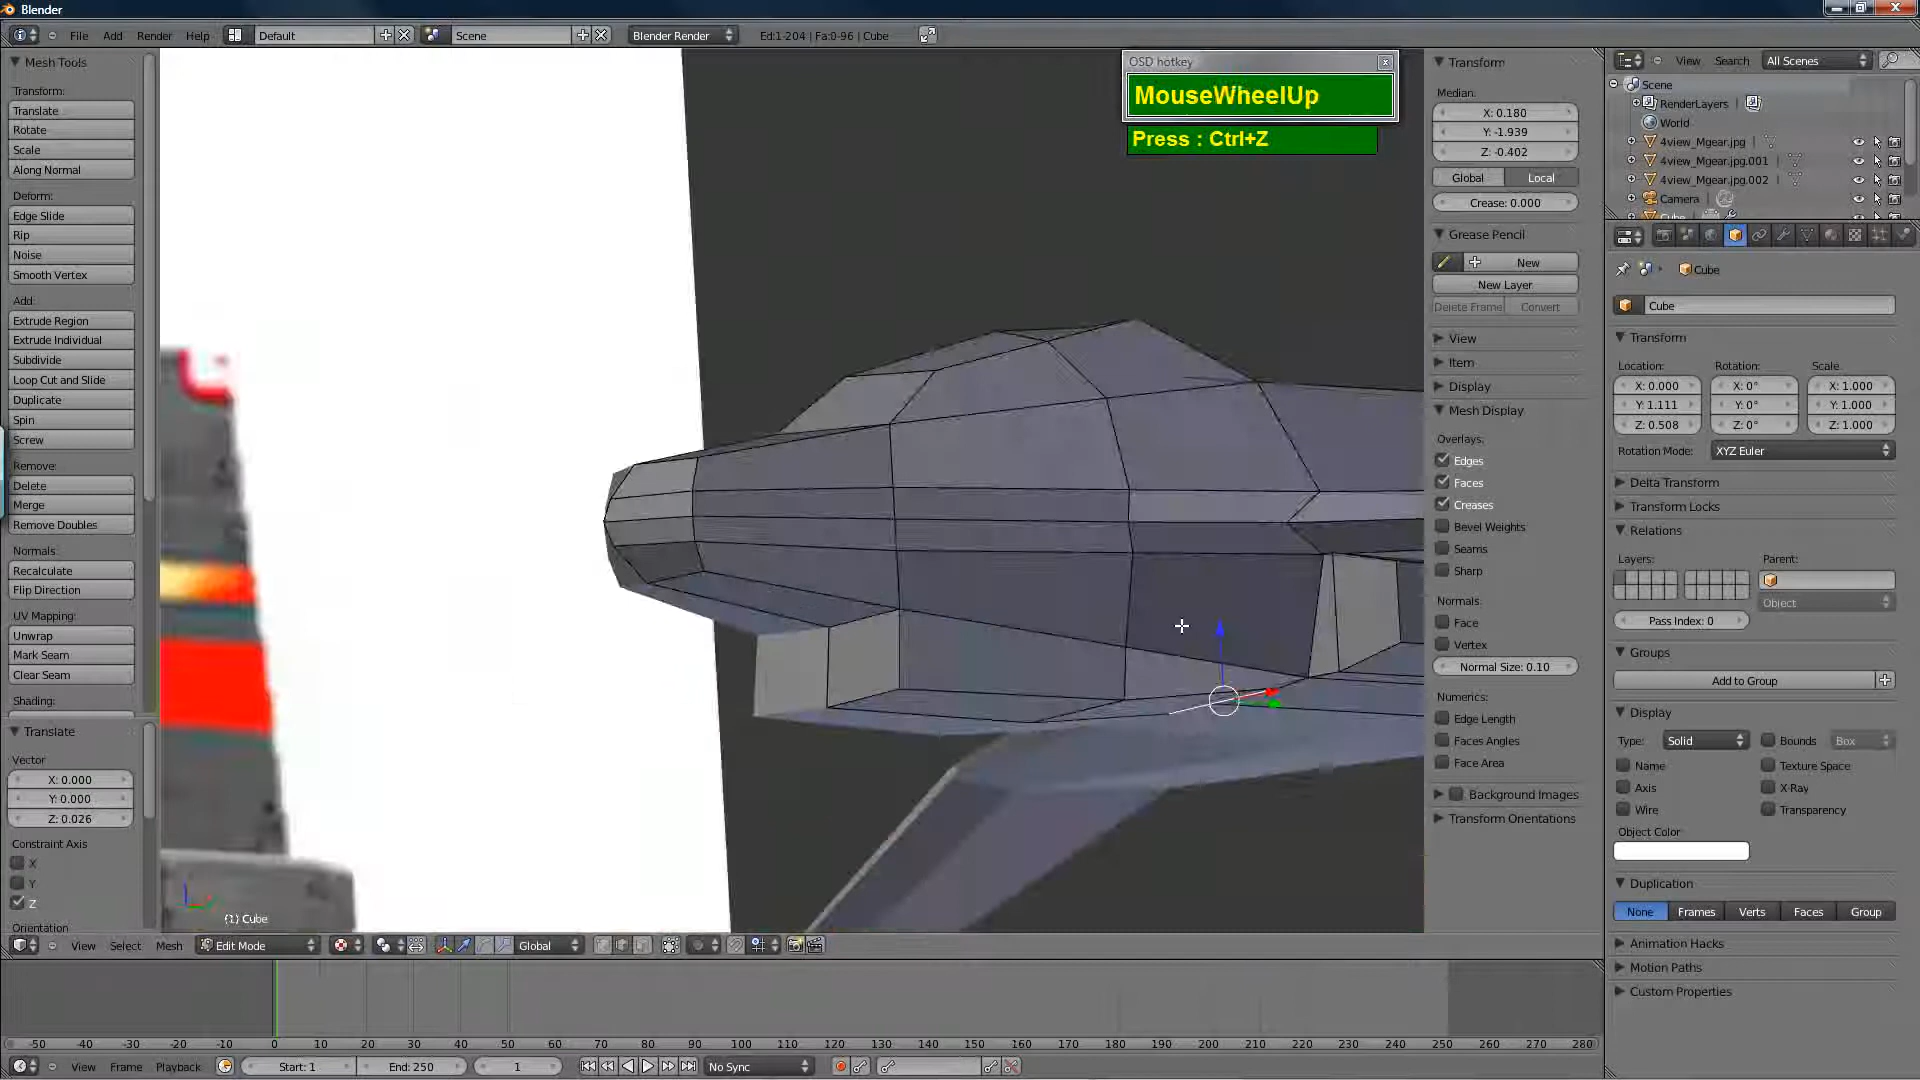 Blender
File Add Render Help Default Scene Blender Render Ed:1-204 | Fa:0-96 | Cube
OSD hotkey
MouseWheelUp
Press : Ctrl+Z
Mesh Tools
Transform:
Translate
Rotate
Scale
Along Normal
Deform:
Edge Slide
Rip
Noise
Smooth Vertex
Add:
Extrude Region
Extrude Individual
Subdivide
Loop Cut and Slide
Duplicate
Spin
Screw
Remove:
Delete
Merge
Remove Doubles
Normals:
Recalculate
Flip Direction
UV Mapping:
Unwrap
Mark Seam
Clear Seam
Shading:
Translate
Vector
X: 0.000
Y: 0.000
Z: 0.026
Constraint Axis
X
Y
Z
Orientation
(1) Cube
View Select Mesh Edit Mode Global
Transform
Median:
X: 0.180
Y: -1.939
Z: -0.402
Global Local
Crease: 0.000
Grease Pencil
New
New Layer
Delete Frame Convert
View
Item
Display
Mesh Display
Overlays:
Edges
Faces
Creases
Bevel Weights
Seams
Sharp
Normals:
Face
Vertex
Normal Size: 0.10
Numerics:
Edge Length
Faces Angles
Face Area
Background Images
Transform Orientations
View Search All Scenes
Scene
RenderLayers
World
4view_Mgear.jpg
4view_Mgear.jpg.001
4view_Mgear.jpg.002
Camera
Cube
Cube
Cube
Transform
Location: Rotation: Scale:
X: 0.000 X: 0° X: 1.000
Y: 1.111 Y: 0° Y: 1.000
Z: 0.508 Z: 0° Z: 1.000
Rotation Mode: XYZ Euler
Delta Transform
Transform Locks
Relations
Layers: Parent:
Object
Pass Index: 0
Groups
Add to Group
Display
Type: Solid Bounds Box
Name Texture Space
Axis X-Ray
Wire Transparency
Object Color
Duplication
None Frames Verts Faces Group
Animation Hacks
Motion Paths
Custom Properties
-50 -40 -30 -20 -10 0 10 20 30 40 50 60 70 80 90 100 110 120 130 140 150 160 170 180 190 200 210 220 230 240 250 260 270 280
View Frame Playback Start: 1 End: 250 1 No Sync